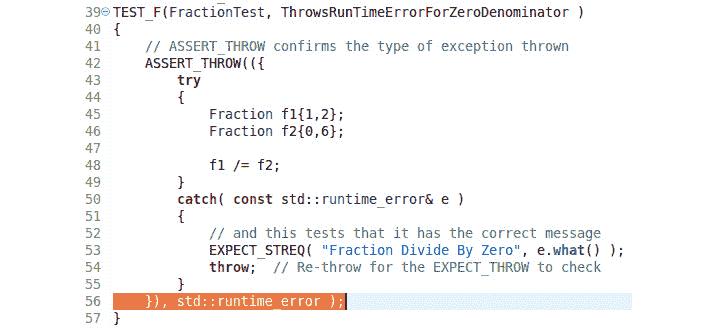 39 TEST_F(FractionTest, ThrowsRunTimeErrorForZeroDenominator )
40 {
41     // ASSERT_THROW confirms the type of exception thrown
42     ASSERT_THROW(({
43         try
44         {
45             Fraction f1{1,2};
46             Fraction f2{0,6};
47
48             f1 /= f2;
49         }
50         catch( const std::runtime_error& e )
51         {
52             // and this tests that it has the correct message
53             EXPECT_STREQ( "Fraction Divide By Zero", e.what() );
54             throw;  // Re-throw for the EXPECT_THROW to check
55         }
56     }), std::runtime_error );
57 }